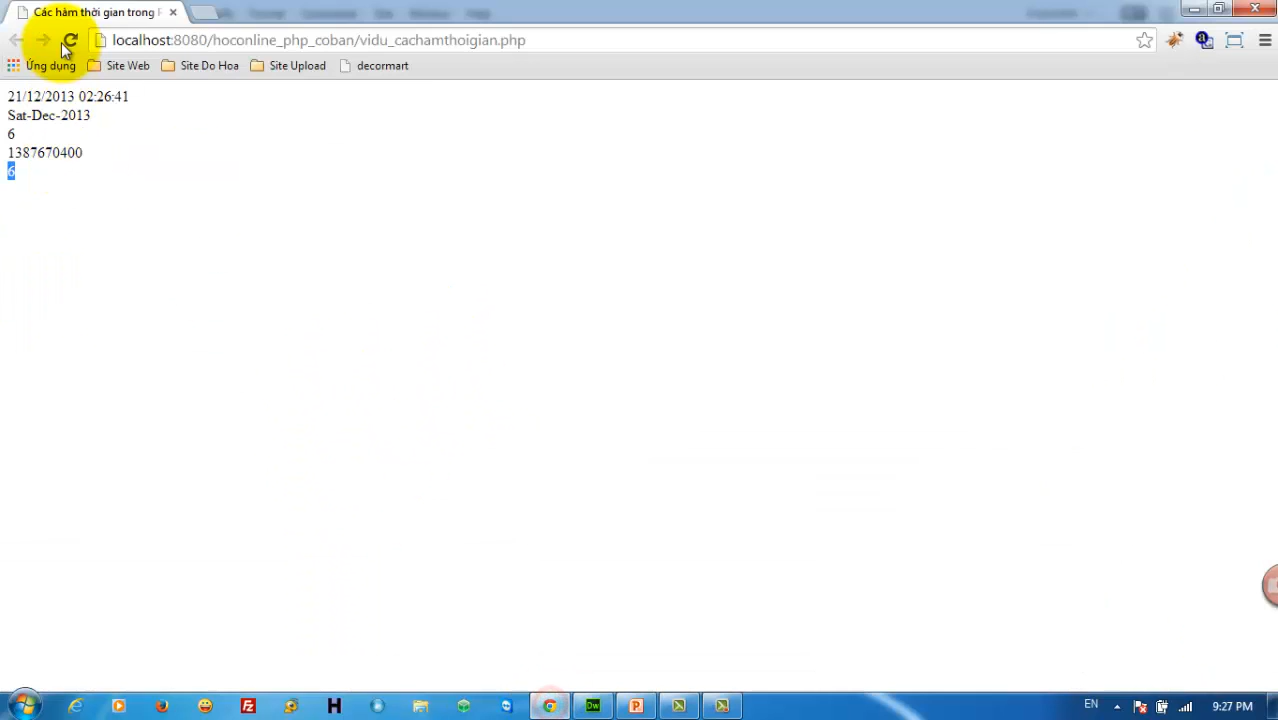 Các hàm thời gian trong P
localhost:8080/hoconline_php_coban/vidu_cachamthoigian.php
Ứng dụng
Site Web
Site Do Hoa
Site Upload
decormart
21/12/2013 02:26:41
Sat-Dec-2013
6
1387670400
6
EN
9:27 PM